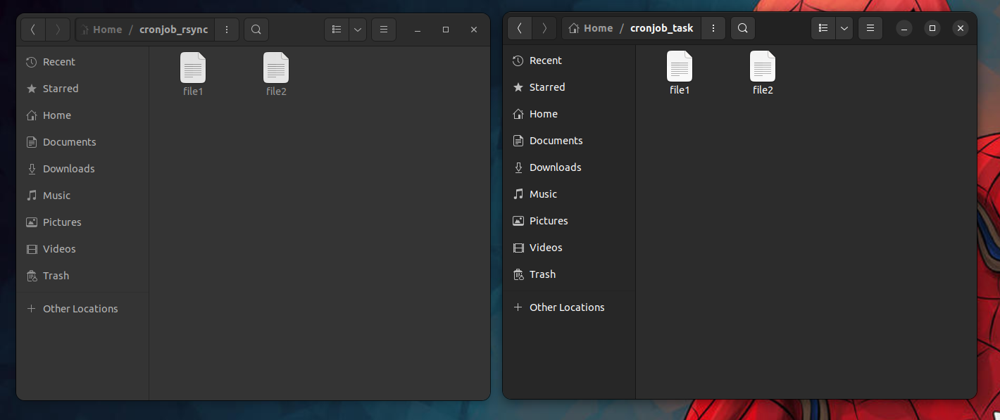 Home / cronjob_rsync
Recent
Starred
Home
Documents
Downloads
Music
Pictures
Videos
Trash
Other Locations
file1
file2
Home / cronjob_task
Recent
Starred
Home
Documents
Downloads
Music
Pictures
Videos
Trash
Other Locations
file1
file2